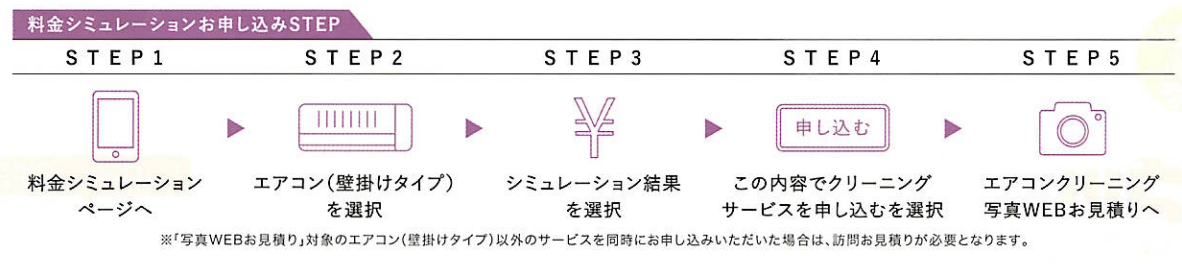 料金シミュレーションお申し込みSTEP
STEP1
STEP2
STEP3
STEP4
STEP5
申し込む
料金シミュレーション
ページへ
エアコン(壁掛けタイプ)
を選択
シミュレーション結果
を選択
この内容でクリーニング
サービスを申し込むを選択
エアコンクリーニング
写真WEBお見積りへ
※「写真WEBお見積り」対象のエアコン(壁掛けタイプ)以外のサービスを同時にお申し込みいただいた場合は、訪問お見積りが必要となります。